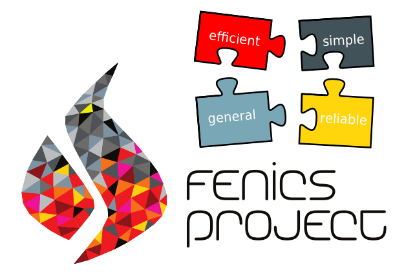 efficient
simple
general
reliable
FENiCS
PROJECT